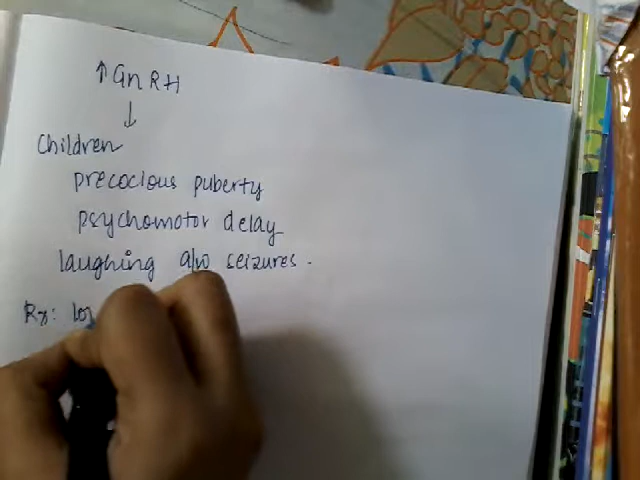 ↑ GnRH
↓
Children
precocious puberty
psychomotor delay
laughing a/w seizures.
Rx: